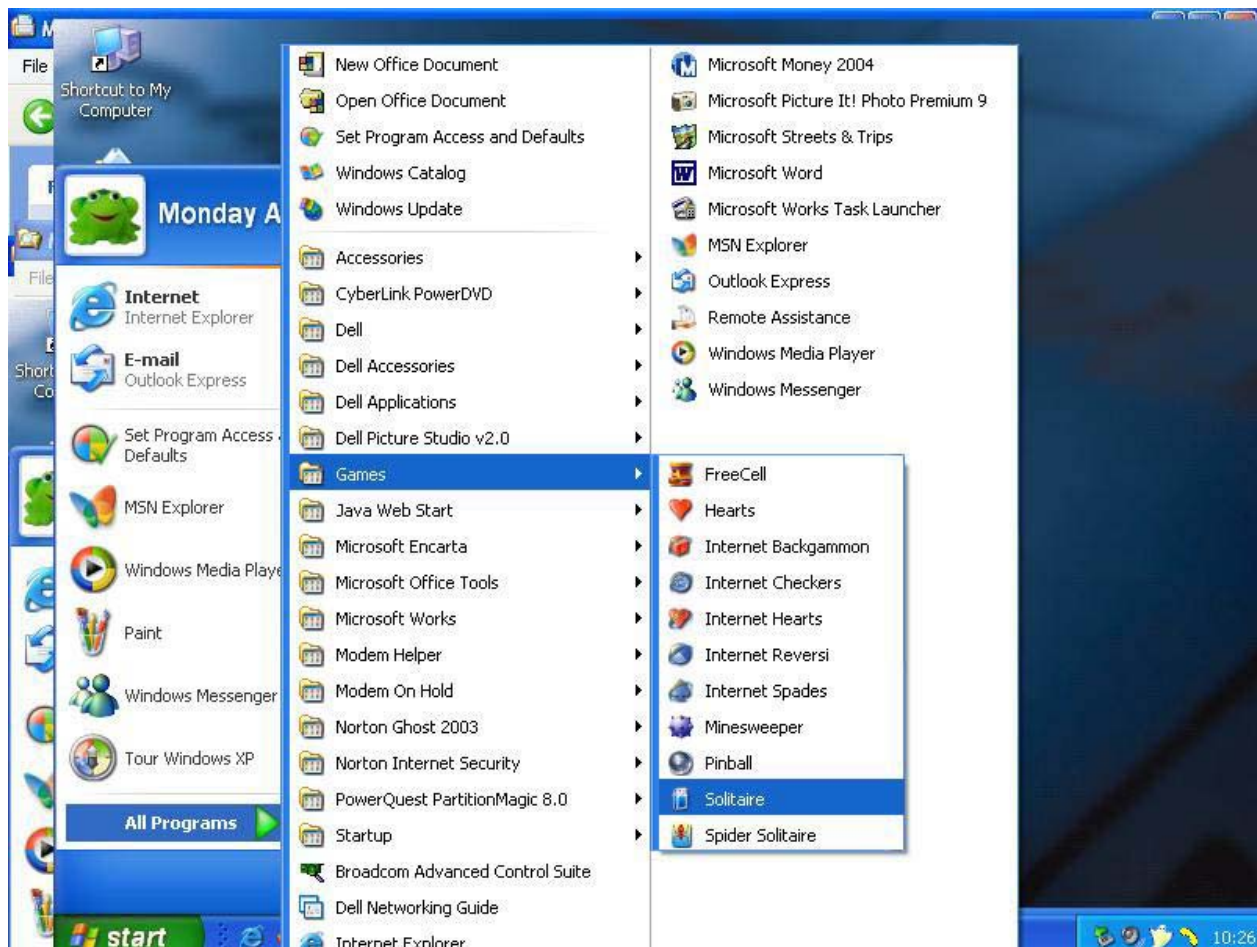 M
File
Shortcut to My
Computer
File
Short
Co
Monday A
Internet
Internet Explorer
E-mail
Outlook Express
Set Program Access
Defaults
MSN Explorer
Windows Media Playe
Paint
Windows Messenger
Tour Windows XP
All Programs
start
New Office Document
Open Office Document
Set Program Access and Defaults
Windows Catalog
Windows Update
Accessories
CyberLink PowerDVD
Dell
Dell Accessories
Dell Applications
Dell Picture Studio v2.0
Games
Java Web Start
Microsoft Encarta
Microsoft Office Tools
Microsoft Works
Modem Helper
Modem On Hold
Norton Ghost 2003
Norton Internet Security
PowerQuest PartitionMagic 8.0
Startup
Broadcom Advanced Control Suite
Dell Networking Guide
Internet Explorer
Microsoft Money 2004
Microsoft Picture It! Photo Premium 9
Microsoft Streets & Trips
Microsoft Word
Microsoft Works Task Launcher
MSN Explorer
Outlook Express
Remote Assistance
Windows Media Player
Windows Messenger
FreeCell
Hearts
Internet Backgammon
Internet Checkers
Internet Hearts
Internet Reversi
Internet Spades
Minesweeper
Pinball
Solitaire
Spider Solitaire
10:26